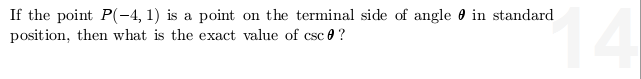 If the point P(−4, 1) is a point on the terminal side of angle θ in standard
position, then what is the exact value of csc θ ?
14